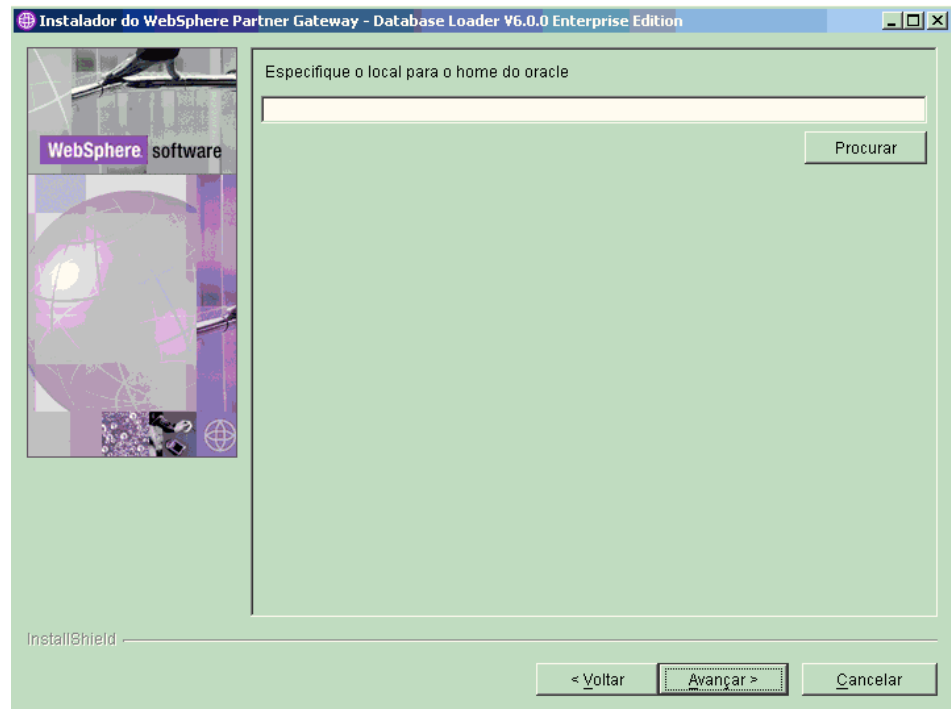 Instalador do WebSphere Partner Gateway - Database Loader V6.0.0 Enterprise Edition
WebSphere software
Especifique o local para o home do oracle
Procurar
InstallShield
< Voltar
Avançar >
Cancelar